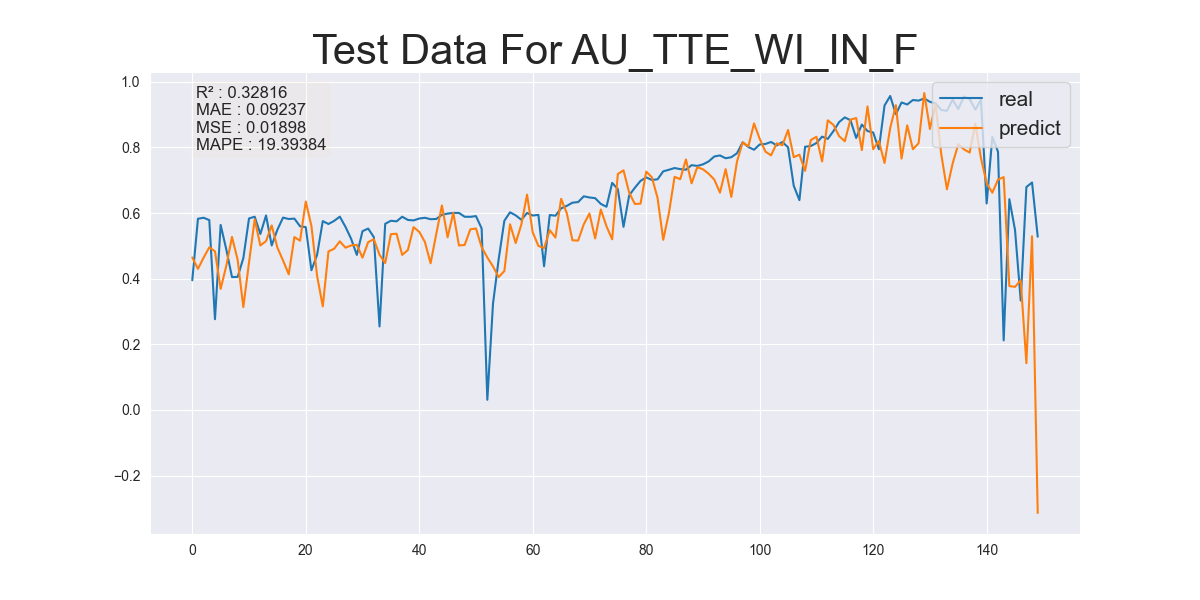 Test Data For AU_TTE_WI_IN_F
R² : 0.32816
MAE : 0.09237
MSE : 0.01898
MAPE : 19.39384
real
predict
1.0
0.8
0.6
0.4
0.2
0.0
−0.2
0 20 40 60 80 100 120 140